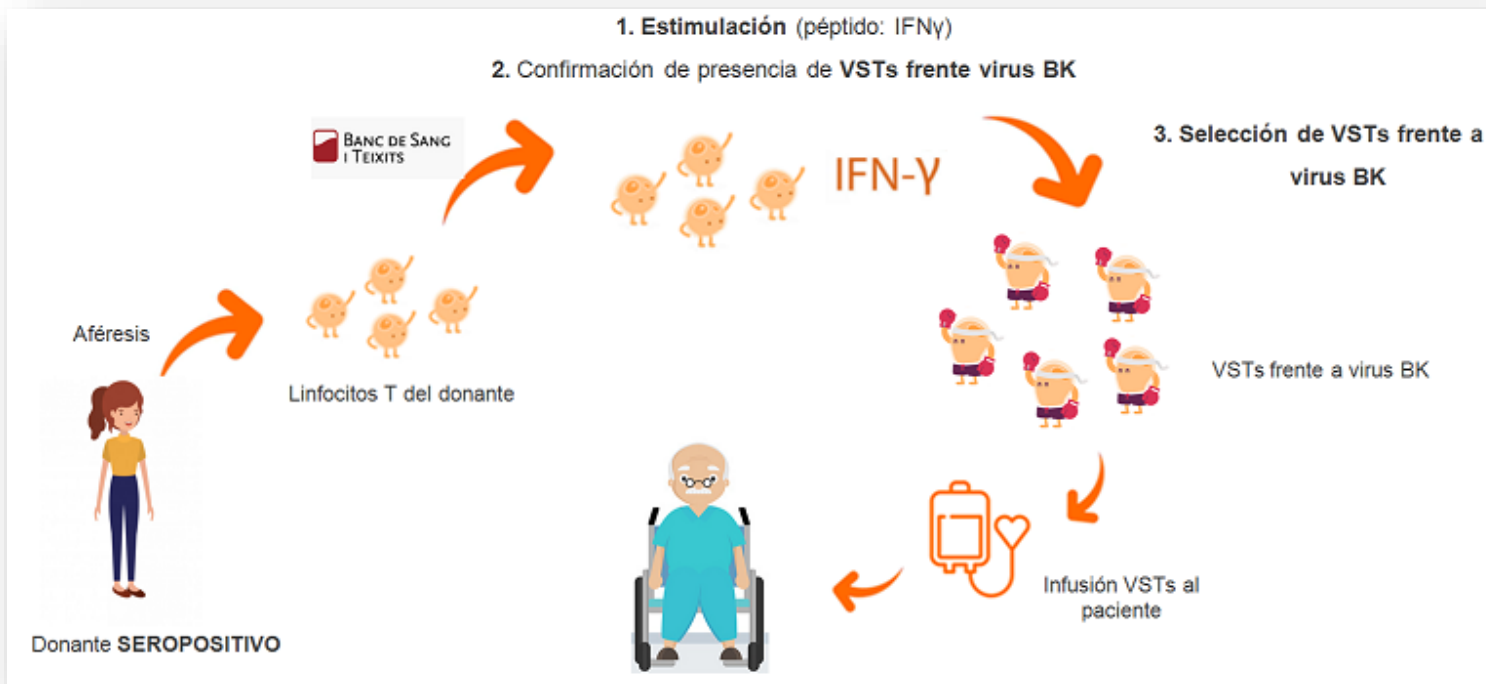 1. Estimulación (péptido: IFNγ)
2. Confirmación de presencia de VSTs frente virus BK
BANC DE SANG
I TEIXITS
IFN-γ
3. Selección de VSTs frente a
virus BK
Aféresis
Linfocitos T del donante
VSTs frente a virus BK
Infusión VSTs al
paciente
Donante SEROPOSITIVO